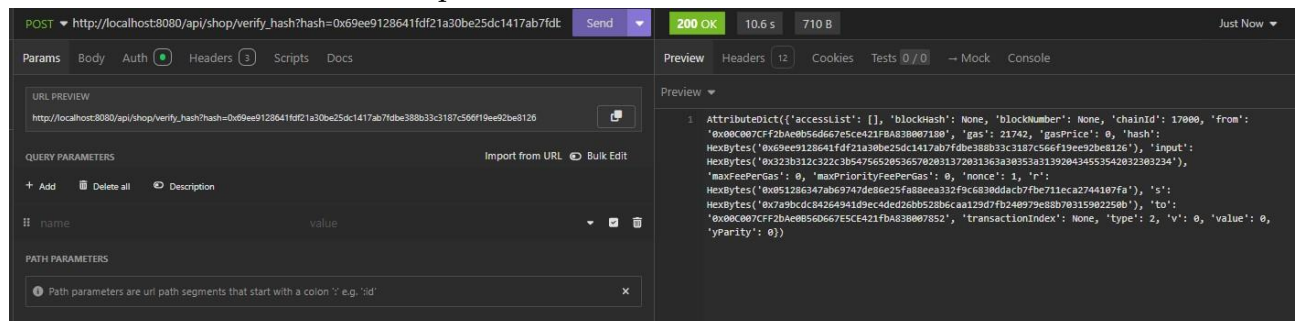 POST http://localhost:8080/api/shop/verify_hash?hash=0x69ee9128641fdf21a30be25dc1417ab7fdb Send
Params Body Auth Headers 3 Scripts Docs
URL PREVIEW
http://localhost:8080/api/shop/verify_hash?hash=0x69ee9128641fdf21a30be25dc1417ab7fdbe388b33c3187c566f19ee92be8126
QUERY PARAMETERS Import from URL Bulk Edit
+ Add Delete all Description
name value
PATH PARAMETERS
Path parameters are url path segments that start with a colon ':' e.g. ':id'
200 OK 10.6 s 710 B Just Now
Preview Headers 12 Cookies Tests 0 / 0 → Mock Console
Preview
1 AttributeDict({'accessList': [], 'blockHash': None, 'blockNumber': None, 'chainId': 17000, 'from':
'0x00C007CFF2bAe0b56d667e5ce421FBA83B007180', 'gas': 21742, 'gasPrice': 0, 'hash':
HexBytes('0x69ee9128641fdf21a30be25dc1417ab7fdbe388b33c3187c566f19ee92be8126'), 'input':
HexBytes('0x323b312c322c3b54756520536570203137203136 3a30353a313920434553542032303234'),
'maxFeePerGas': 0, 'maxPriorityFeePerGas': 0, 'nonce': 1, 'r':
HexBytes('0x051286347ab69747de86e25fa88eea332f9c6830ddacb7fbe711eca2744107fa'), 's':
HexBytes('0x7a9bcdc84264941d9ec4ded26bb528b6caa129d7fb240979e88b70315902250b'), 'to':
'0x00C007CFF2bAe0B56D667E5CE421fbA83B007852', 'transactionIndex': None, 'type': 2, 'v': 0, 'value': 0,
'yParity': 0})